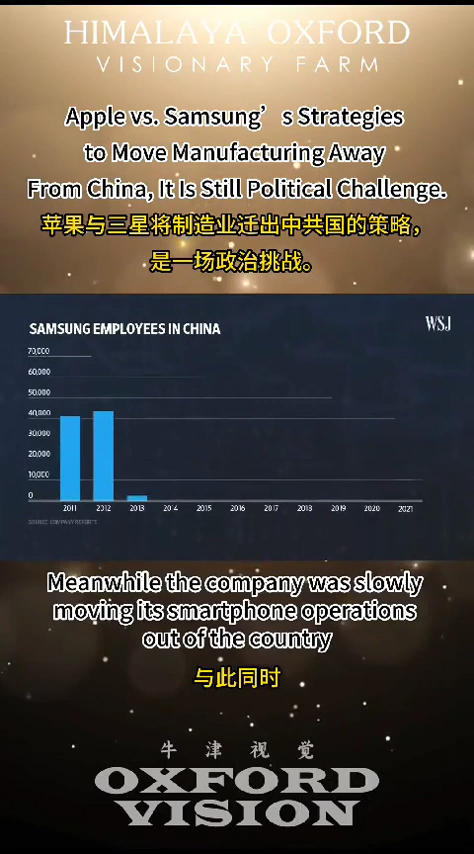 HIMALAYA OXFORD
VISIONARY FARM
Apple vs. Samsung’s Strategies
to Move Manufacturing Away
From China, It Is Still Political Challenge.
苹果与三星将制造业迁出中共国的策略，
是一场政治挑战。
SAMSUNG EMPLOYEES IN CHINA
WSJ
70,000
60,000
50,000
40,000
30,000
20,000
10,000
0
2011 2012 2013 2014 2015 2016 2017 2018 2019 2020 2021
SOURCE: COMPANY REPORTS
Meanwhile the company was slowly
moving its smartphone operations
out of the country
与此同时
牛津视觉
OXFORD
VISION